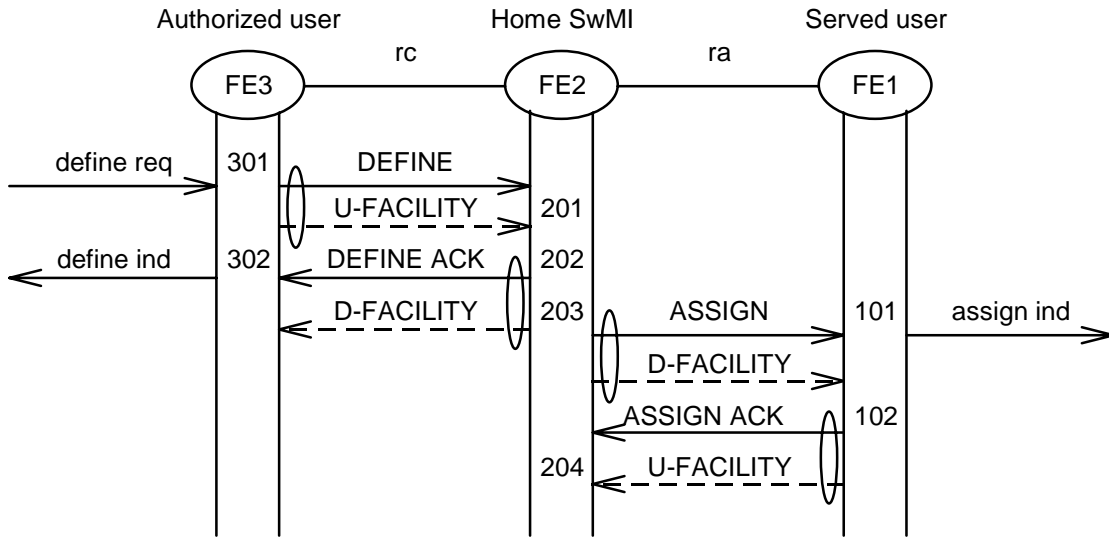 Authorized user Home SwMI Served user
rc ra
FE3 FE2 FE1
define req 301 DEFINE
U-FACILITY 201
define ind 302 DEFINE ACK 202
D-FACILITY 203 ASSIGN 101 assign ind
D-FACILITY
ASSIGN ACK 102
204 U-FACILITY